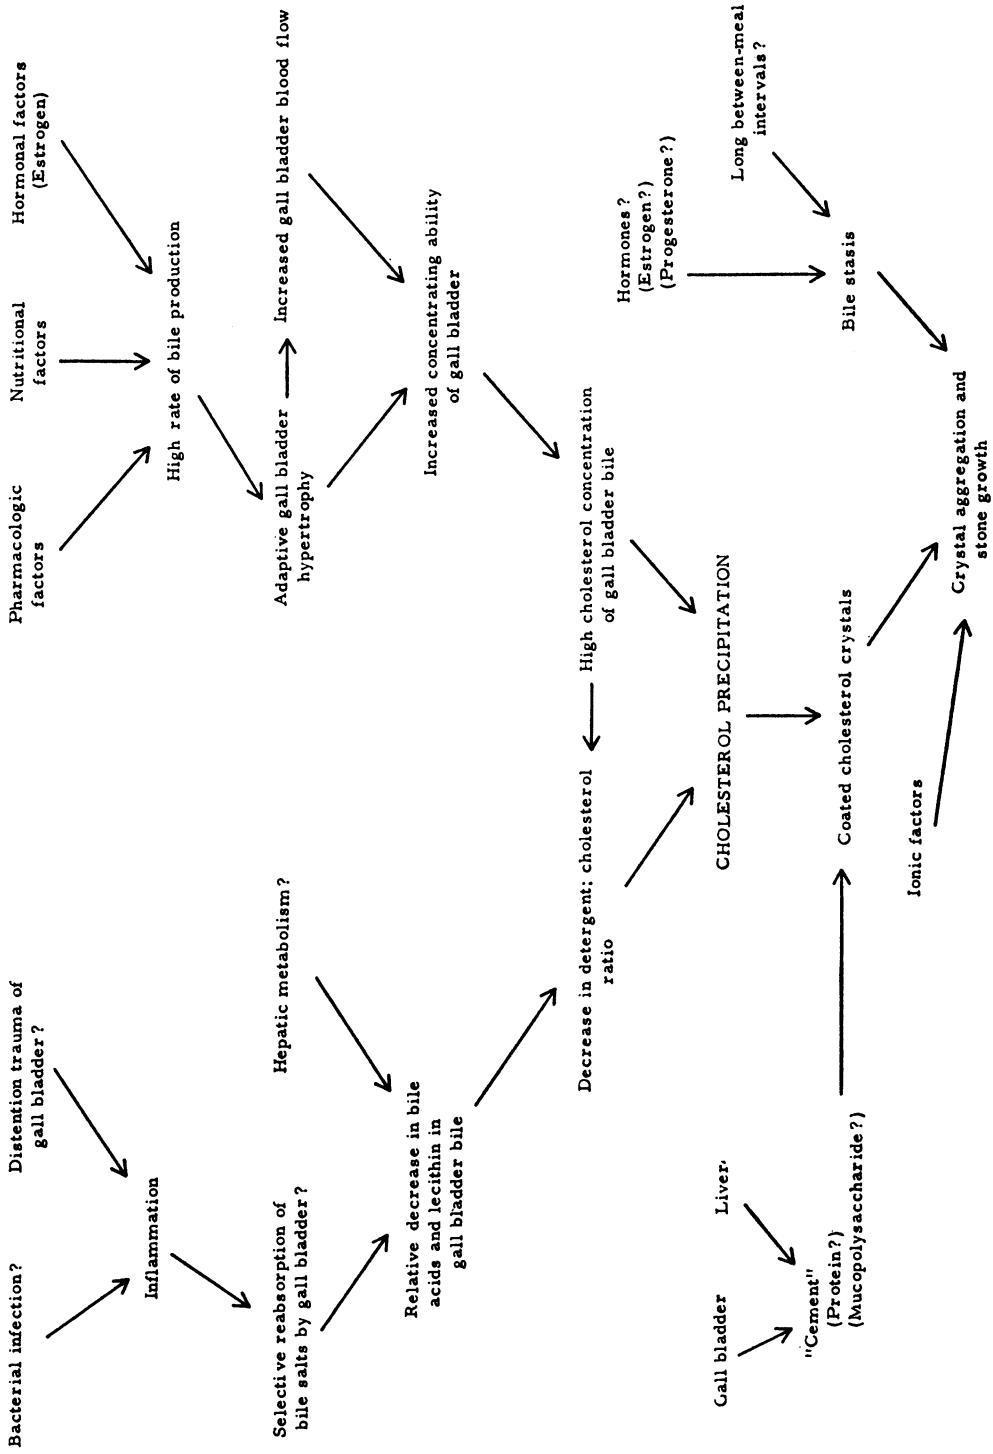 Bacterial infection?
Distention trauma of
gall bladder?
Pharmacologic
factors
Nutritional
factors
Hormonal factors
(Estrogen)
Inflammation
High rate of bile production
Selective reabsorption of
bile salts by gall bladder?
Hepatic metabolism?
Adaptive gall bladder
hypertrophy
Increased gall bladder blood flow
Relative decrease in bile
acids and lecithin in
gall bladder bile
Increased concentrating ability
of gall bladder
Decrease in detergent; cholesterol
ratio
High cholesterol concentration
of gall bladder bile
Hormones?
(Estrogen?)
(Progesterone?)
Gall bladder
Liver
CHOLESTEROL PRECIPITATION
Long between-meal
intervals?
"Cement"
(Protein?)
(Mucopolysaccharide?)
Coated cholesterol crystals
Bile stasis
Ionic factors
Crystal aggregation and
stone growth